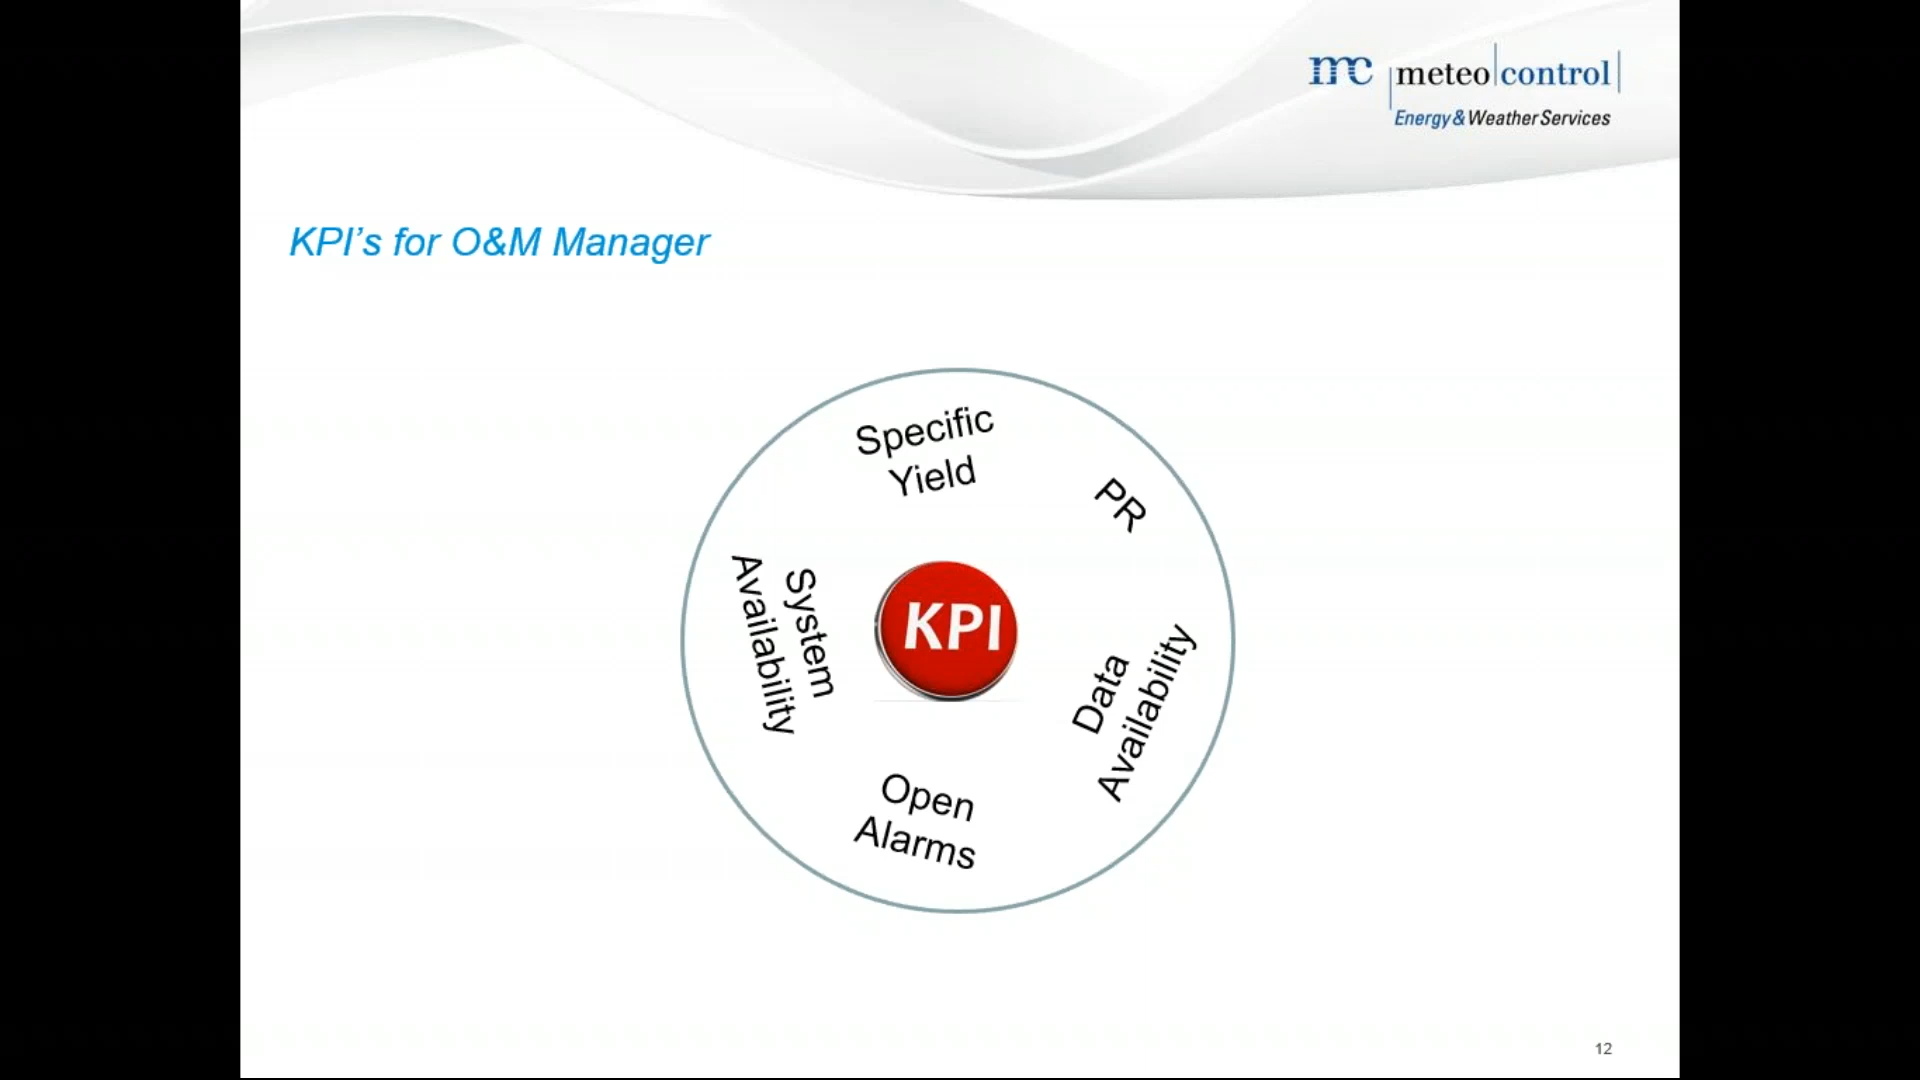 mc meteo control
Energy & Weather Services
KPI’s for O&M Manager
Specific
Yield
PR
Data
Availability
Open
Alarms
System
Availability
KPI
12